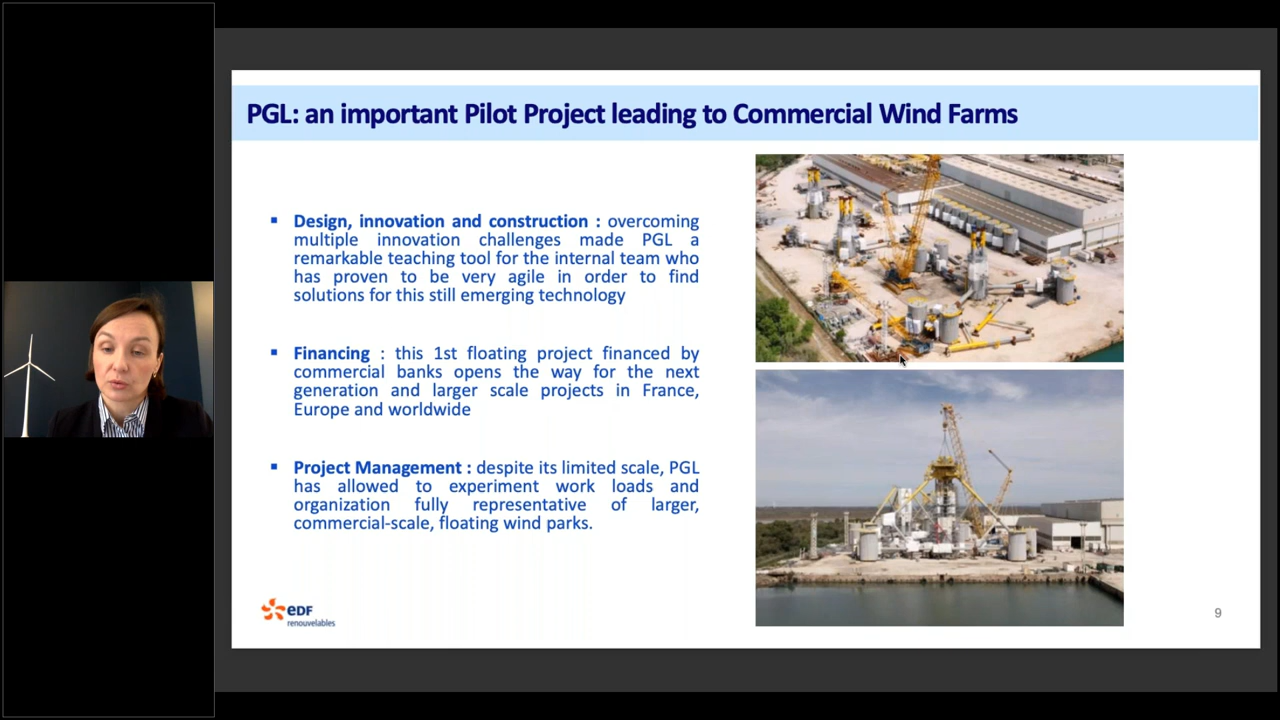 PGL: an important Pilot Project leading to Commercial Wind Farms
▪ Design, innovation and construction : overcoming
multiple innovation challenges made PGL a
remarkable teaching tool for the internal team who
has proven to be very agile in order to find
solutions for this still emerging technology
▪ Financing : this 1st floating project financed by
commercial banks opens the way for the next
generation and larger scale projects in France,
Europe and worldwide
▪ Project Management : despite its limited scale, PGL
has allowed to experiment work loads and
organization fully representative of larger,
commercial-scale, floating wind parks.
eDF
renouvelables
9